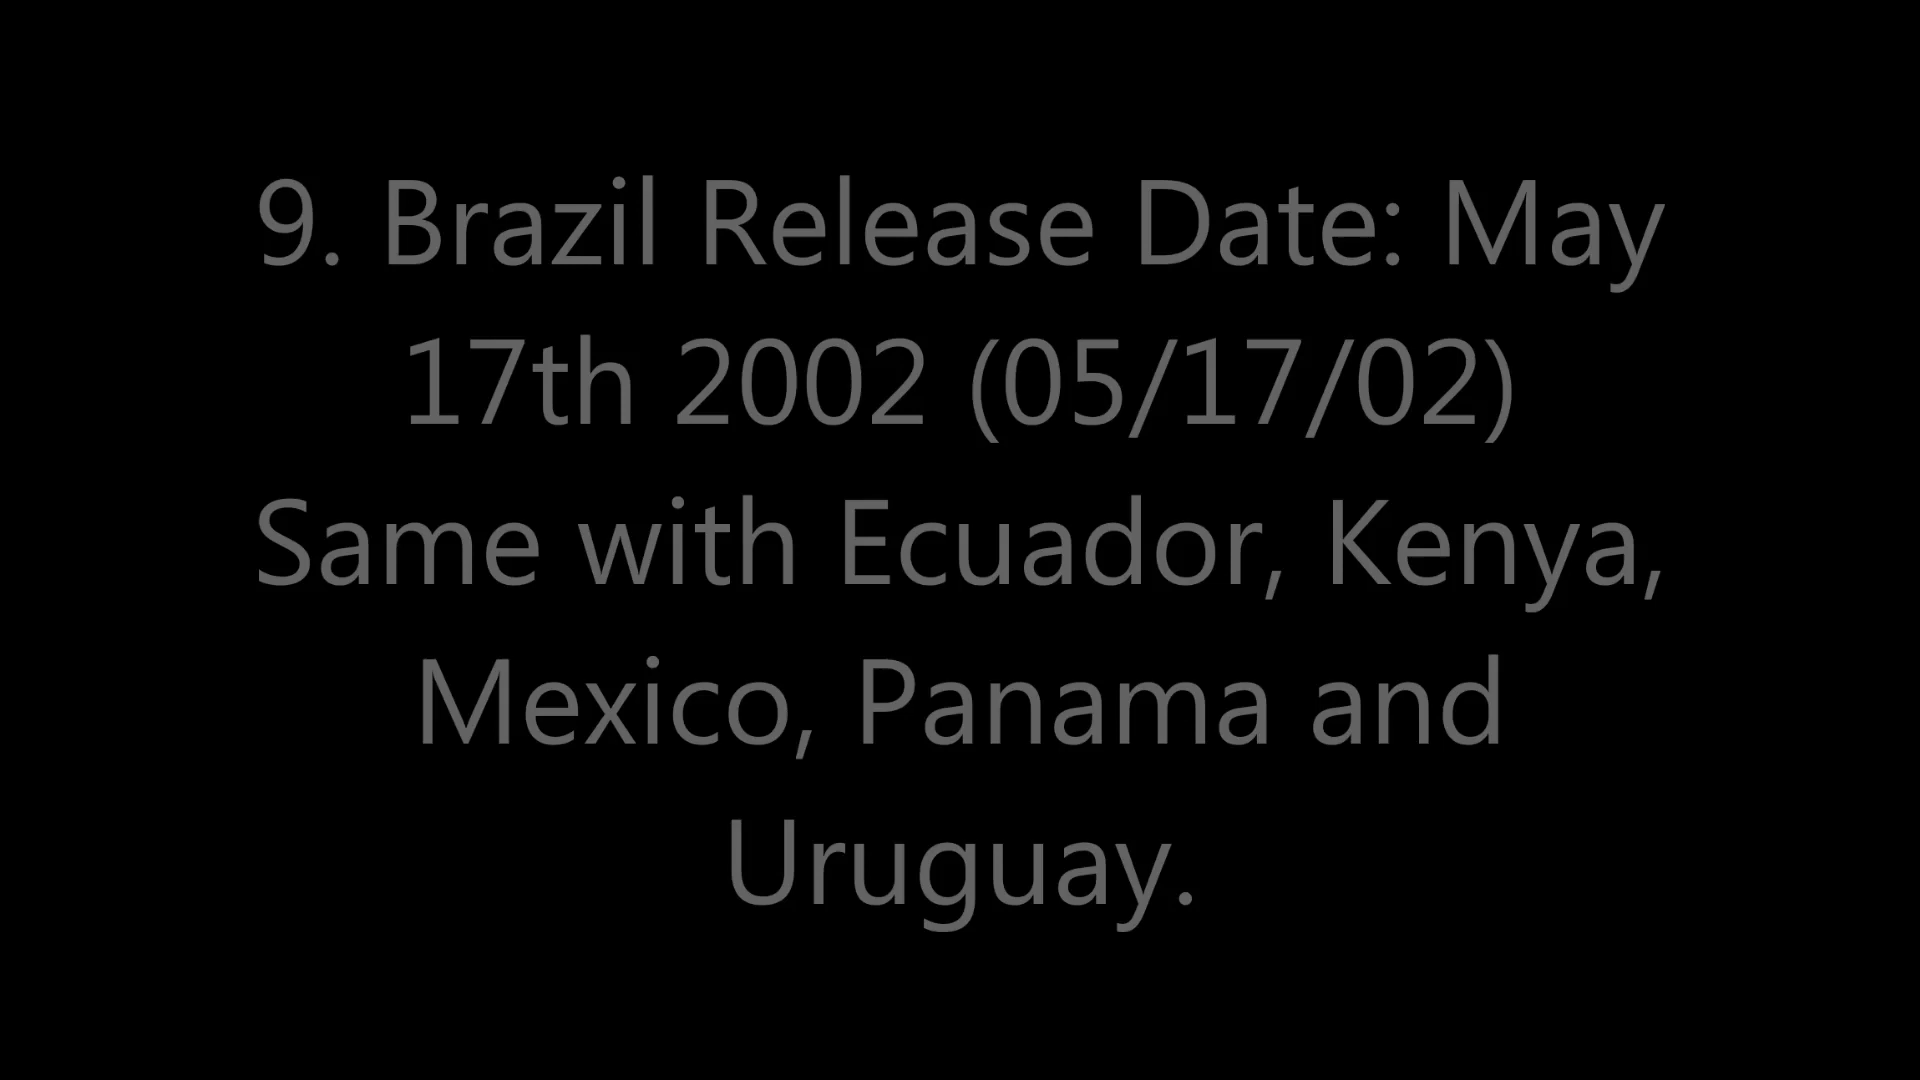 9. Brazil Release Date: May
17th 2002 (05/17/02)
Same with Ecuador, Kenya,
Mexico, Panama and
Uruguay.